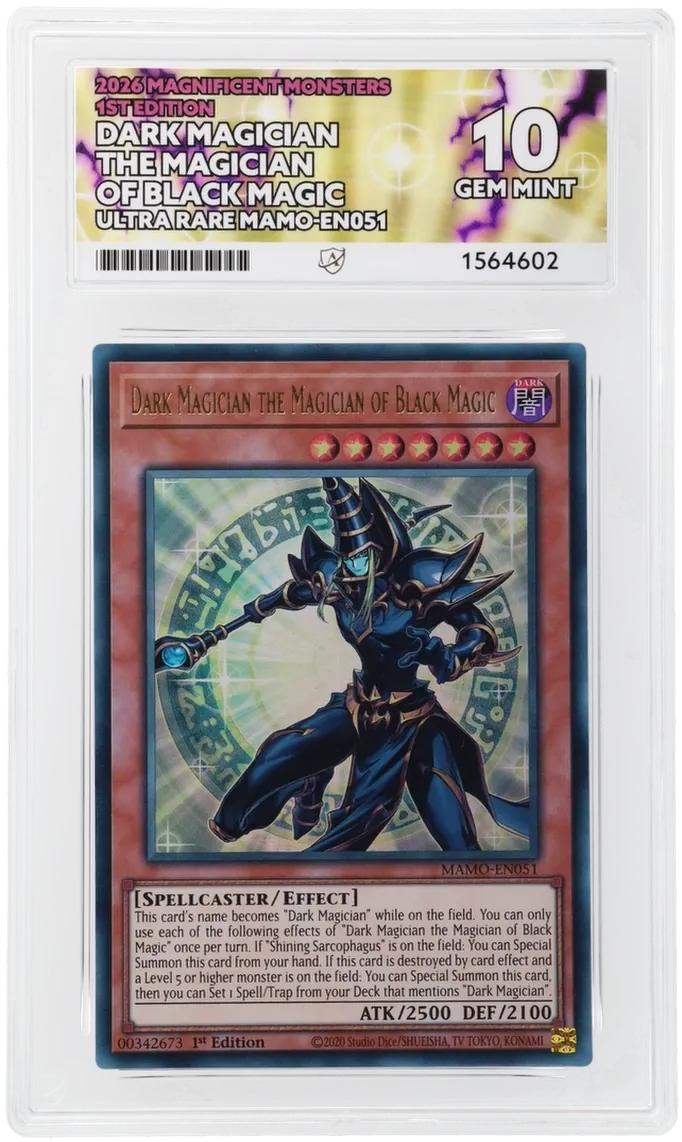 2026 MAGNIFICENT MONSTERS
1ST EDITION
DARK MAGICIAN
THE MAGICIAN
OF BLACK MAGIC
ULTRA RARE MAMO-EN051
10
GEM MINT
1564602
DARK MAGICIAN THE MAGICIAN OF BLACK MAGIC
DARK
闇
MAMO-EN051
[SPELLCASTER/EFFECT]
This card's name becomes "Dark Magician" while on the field. You can only
use each of the following effects of "Dark Magician the Magician of Black
Magic" once per turn. If "Shining Sarcophagus" is on the field: You can Special
Summon this card from your hand. If this card is destroyed by card effect and
a Level 5 or higher monster is on the field: You can Special Summon this card,
then you can Set 1 Spell/Trap from your Deck that mentions "Dark Magician".
ATK/2500 DEF/2100
00342673 1st Edition
©2020 Studio Dice/SHUEISHA, TV TOKYO, KONAMI